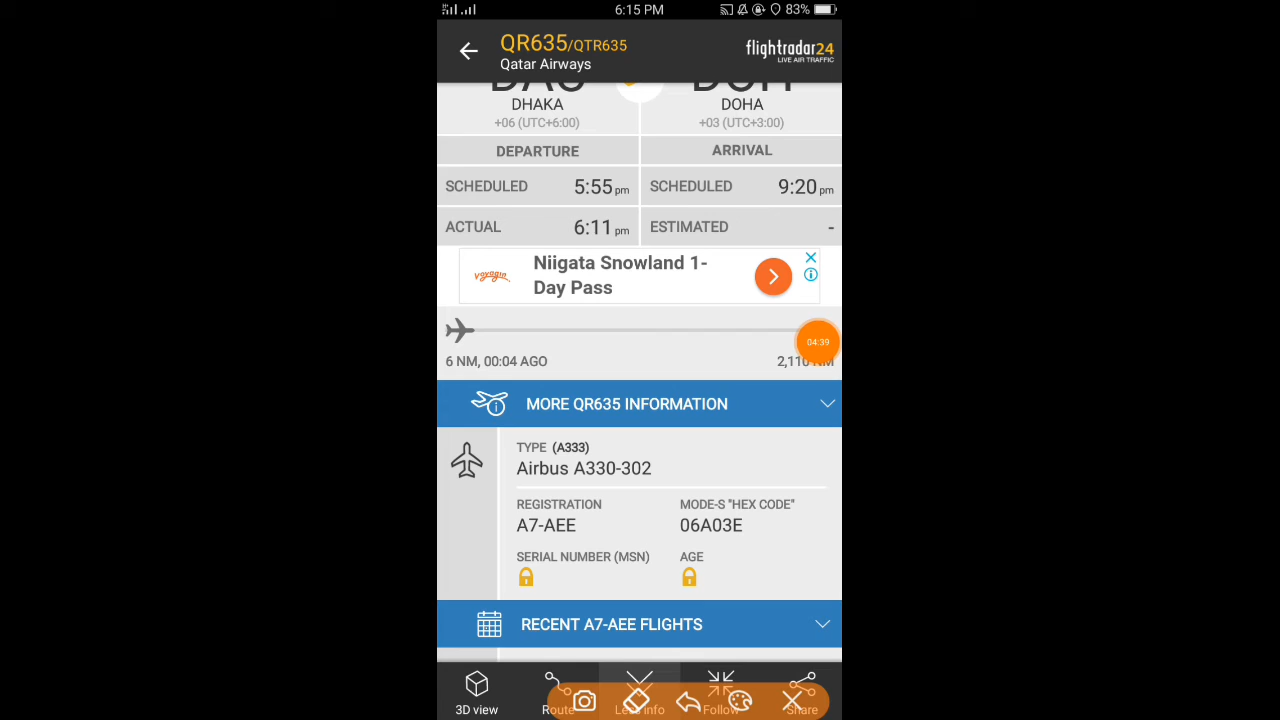 6:15 PM
83%
QR635/QTR635
Qatar Airways
flightradar24
LIVE AIR TRAFFIC
DAC
DOH
DHAKA
DOHA
+06 (UTC+6:00)
+03 (UTC+3:00)
DEPARTURE
ARRIVAL
SCHEDULED 5:55 pm
SCHEDULED 9:20 pm
ACTUAL 6:11 pm
ESTIMATED -
voyagin
Niigata Snowland 1-
Day Pass
04:39
6 NM, 00:04 AGO
2,110 NM
MORE QR635 INFORMATION
TYPE (A333)
Airbus A330-302
REGISTRATION
MODE-S "HEX CODE"
A7-AEE
06A03E
SERIAL NUMBER (MSN)
AGE
RECENT A7-AEE FLIGHTS
3D view
Route
Less info
Follow
Share